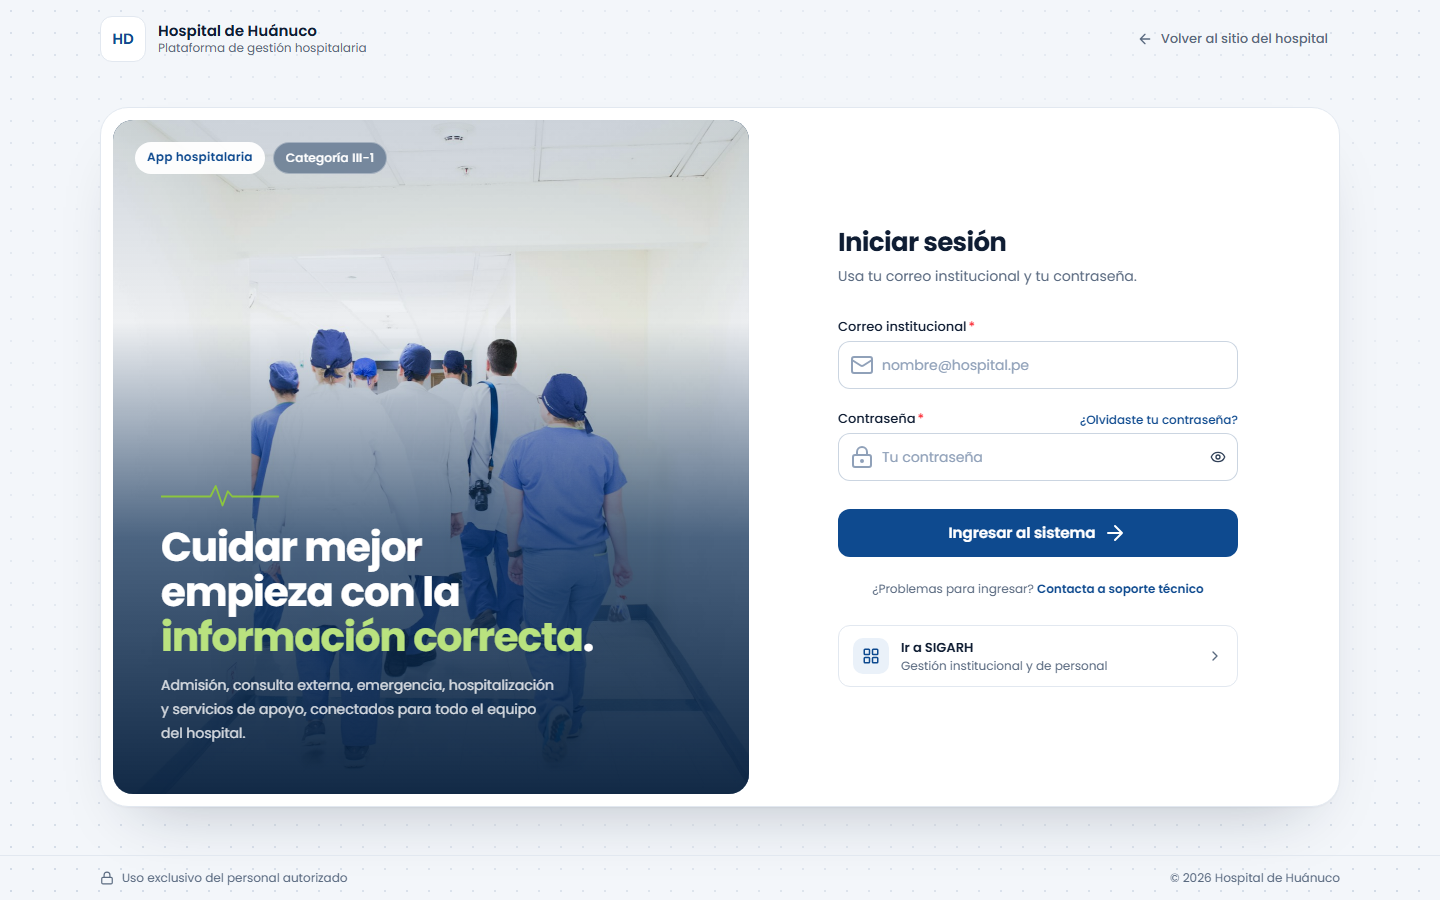 HD
Hospital de Huánuco
Plataforma de gestión hospitalaria
Volver al sitio del hospital
App hospitalaria
Categoría III-1
Cuidar mejor
empieza con la
información correcta.
Admisión, consulta externa, emergencia, hospitalización
y servicios de apoyo, conectados para todo el equipo
del hospital.
Iniciar sesión
Usa tu correo institucional y tu contraseña.
Correo institucional *
nombre@hospital.pe
Contraseña *
¿Olvidaste tu contraseña?
Tu contraseña
Ingresar al sistema
¿Problemas para ingresar? Contacta a soporte técnico
Ir a SIGARH
Gestión institucional y de personal
Uso exclusivo del personal autorizado
© 2026 Hospital de Huánuco